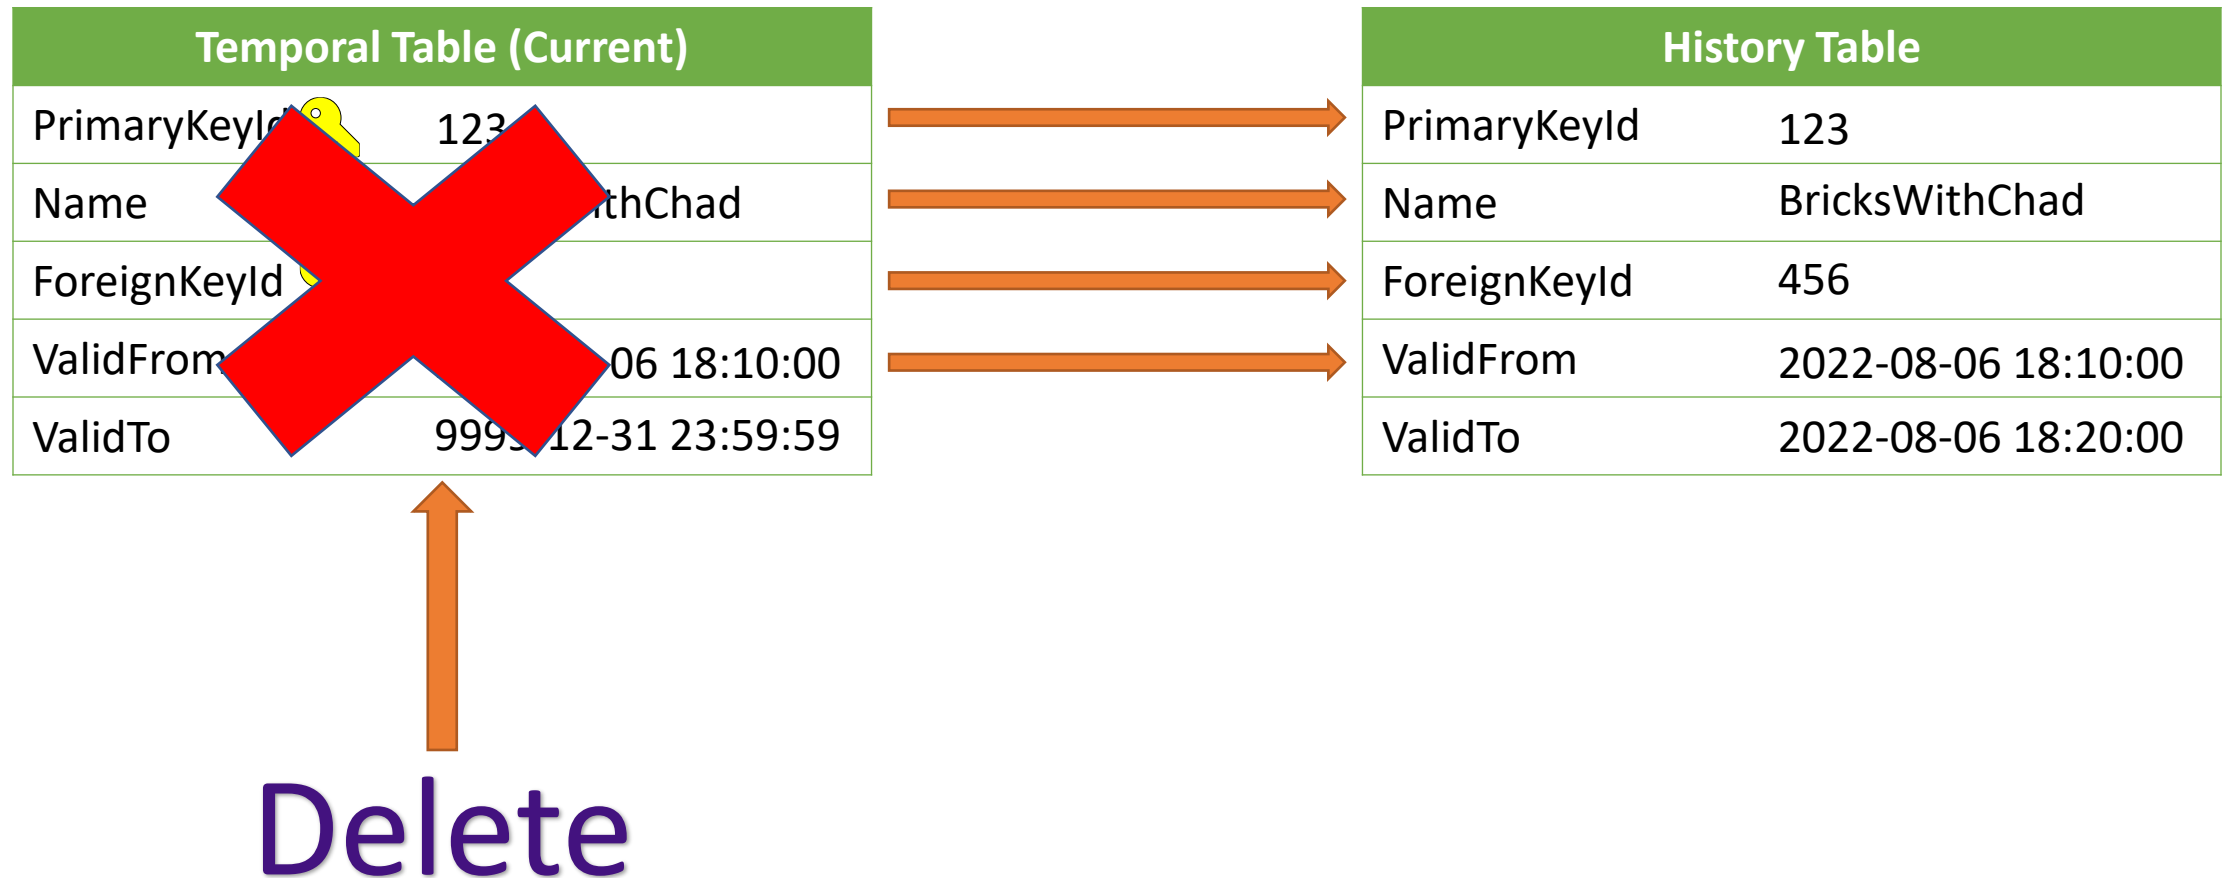 Temporal Table (Current)
PrimaryKeyId 123
Name thChad
ForeignKeyId
ValidFrom 06 18:10:00
ValidTo 9999-12-31 23:59:59
History Table
PrimaryKeyId 123
Name BricksWithChad
ForeignKeyId 456
ValidFrom 2022-08-06 18:10:00
ValidTo 2022-08-06 18:20:00
Delete